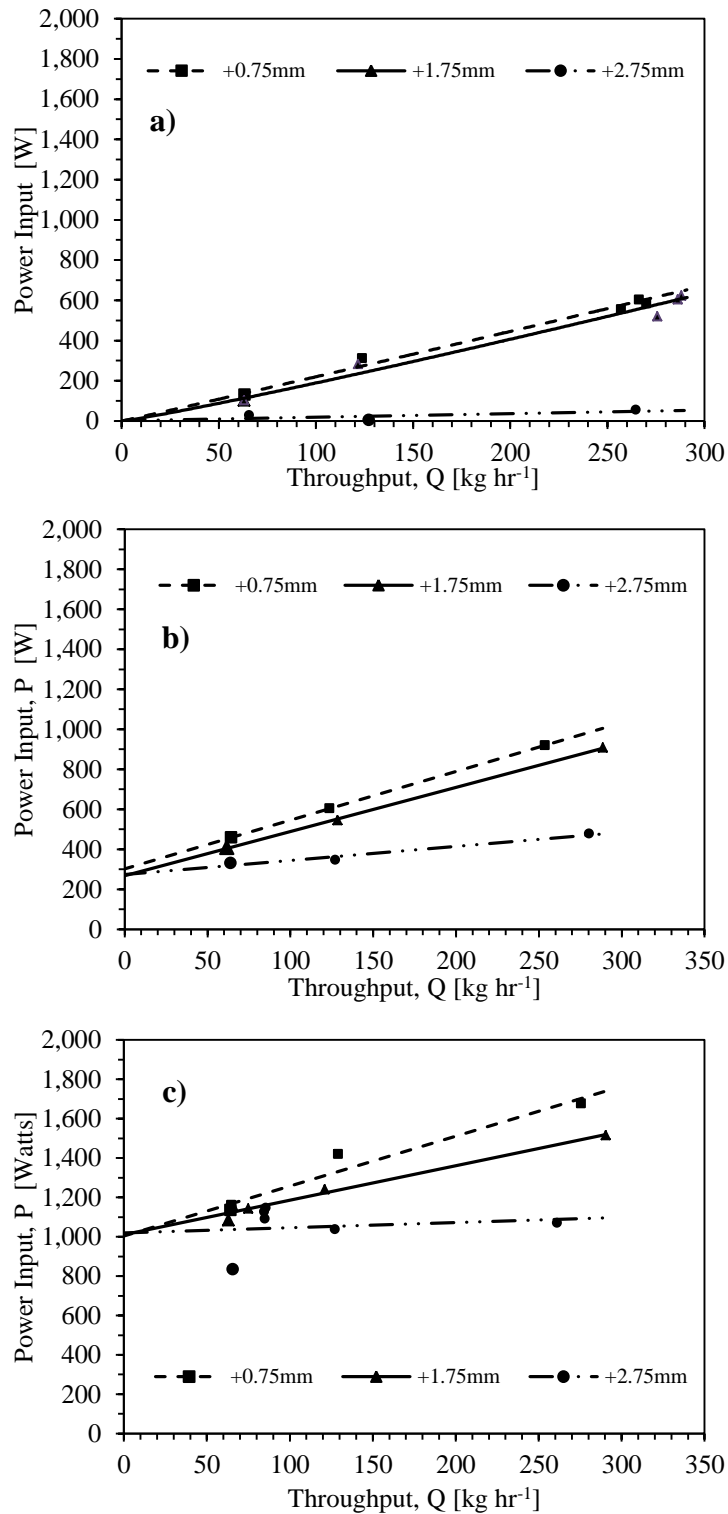 2,000
1,800
1,600
1,400
1,200
1,000
800
600
400
200
0
Power Input [W]
+0.75mm +1.75mm +2.75mm
a)
0 50 100 150 200 250 300
Throughput, Q [kg hr-1]
2,000
1,800
1,600
1,400
1,200
1,000
800
600
400
200
0
Power Input, P [W]
+0.75mm +1.75mm +2.75mm
b)
0 50 100 150 200 250 300 350
Throughput, Q [kg hr-1]
2,000
1,800
1,600
1,400
1,200
1,000
800
600
400
200
0
Power Input, P [Watts]
c)
+0.75mm +1.75mm +2.75mm
0 50 100 150 200 250 300 350
Throughput, Q [kg hr-1]